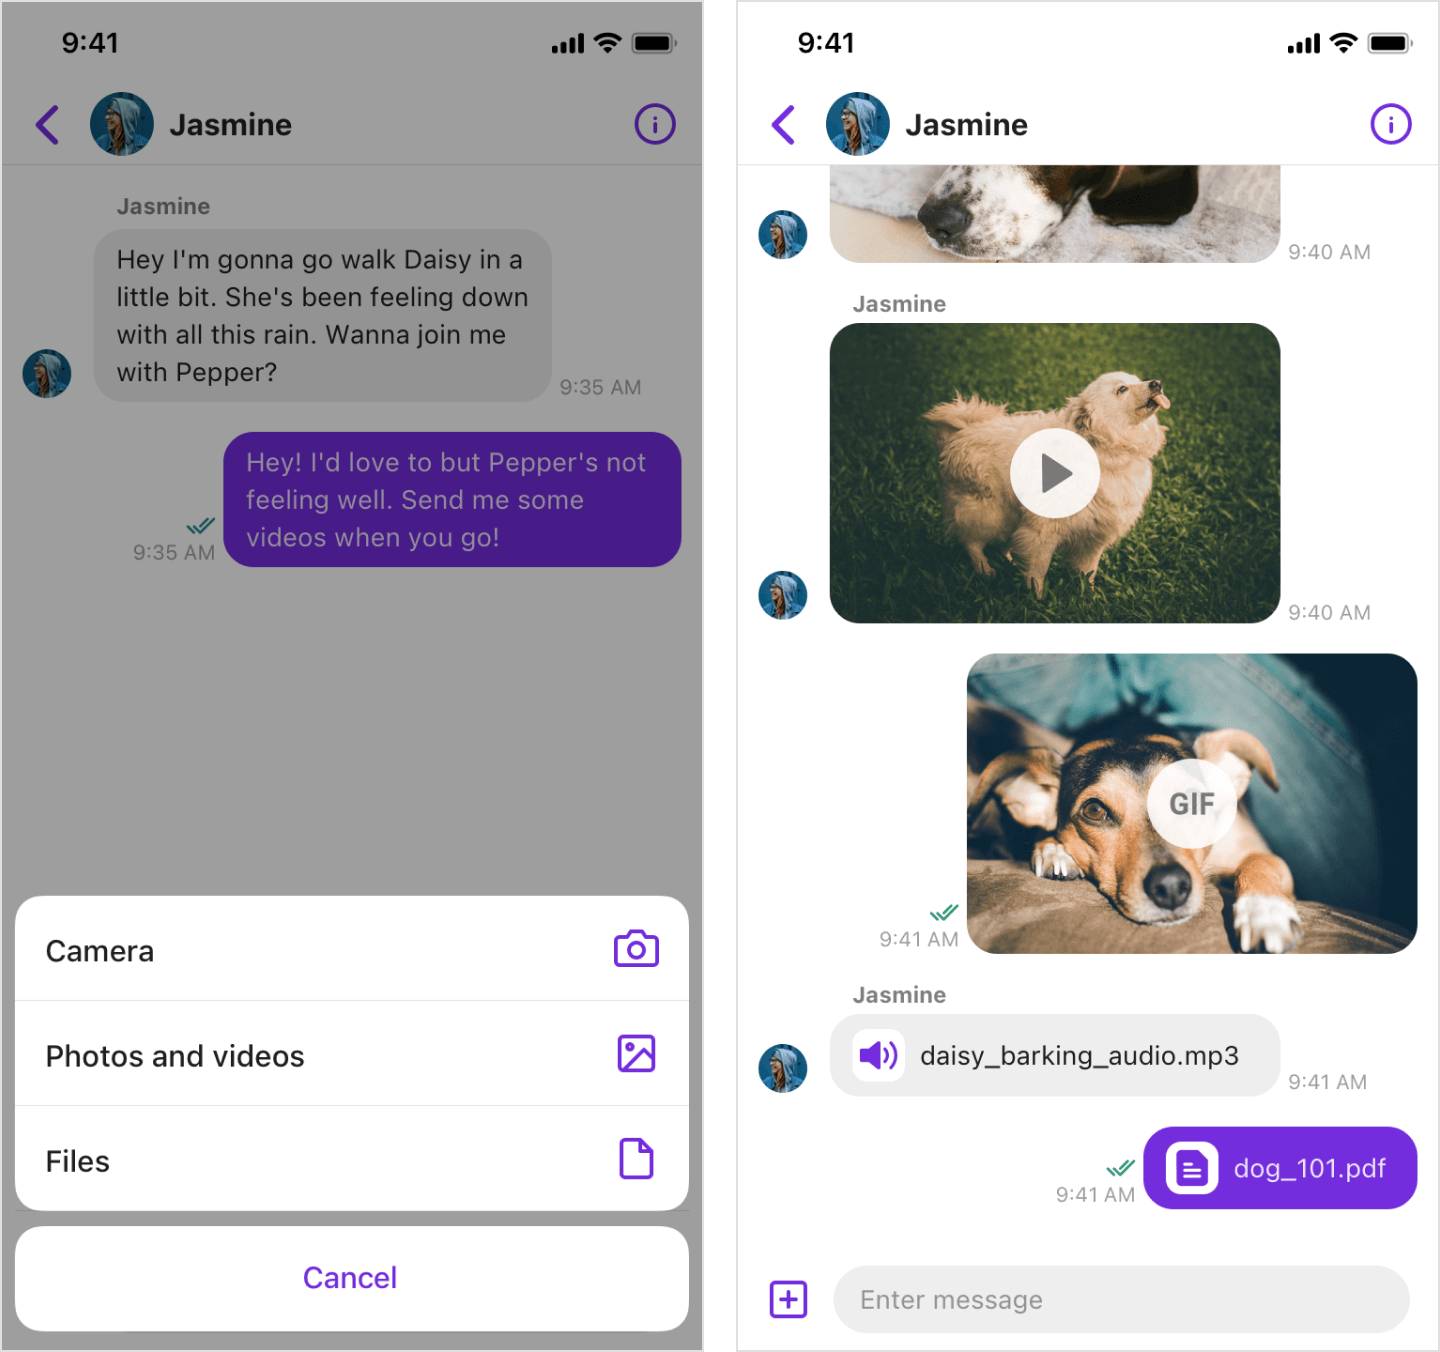 9:41
Jasmine
Jasmine
Hey I'm gonna go walk Daisy in a
little bit. She's been feeling down
with all this rain. Wanna join me
with Pepper?
9:35 AM
Hey! I'd love to but Pepper's not
feeling well. Send me some
videos when you go!
9:35 AM
Camera
Photos and videos
Files
Cancel
9:41
Jasmine
9:40 AM
Jasmine
9:40 AM
GIF
9:41 AM
Jasmine
daisy_barking_audio.mp3
9:41 AM
dog_101.pdf
9:41 AM
Enter message